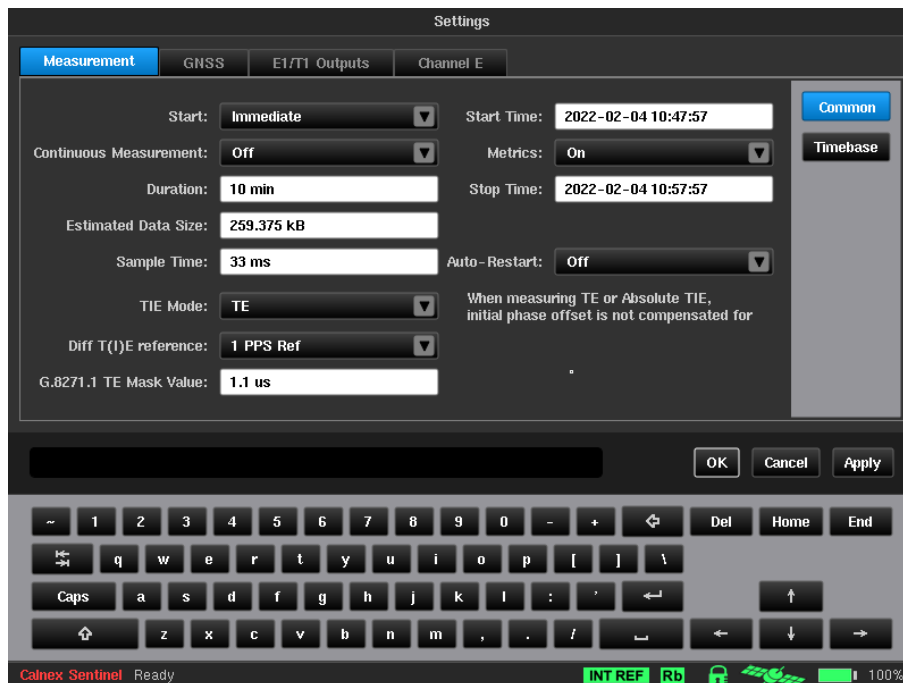 Settings
Measurement GNSS E1/T1 Outputs Channel E
Start: Immediate Start Time: 2022-02-04 10:47:57 Common
Continuous Measurement: Off Metrics: On Timebase
Duration: 10 min Stop Time: 2022-02-04 10:57:57
Estimated Data Size: 259.375 kB
Sample Time: 33 ms Auto-Restart: Off
TIE Mode: TE When measuring TE or Absolute TIE,
initial phase offset is not compensated for
Diff T(I)E reference: 1 PPS Ref
G.8271.1 TE Mask Value: 1.1 us
OK Cancel Apply
~ 1 2 3 4 5 6 7 8 9 0 - + Del Home End
q w e r t y u i o p [ ] \
Caps a s d f g h j k l : '
z x c v b n m , . /
Calnex Sentinel Ready INT REF Rb 100%